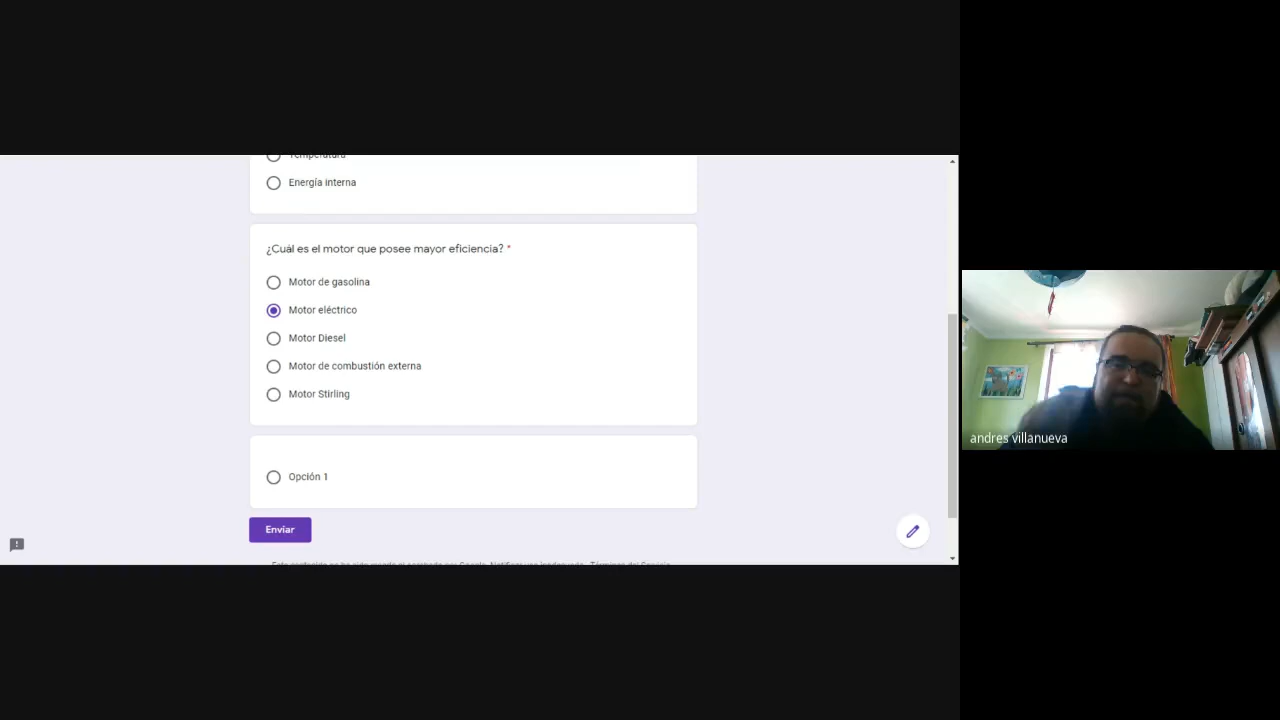 Temperatura
Energía interna
¿Cuál es el motor que posee mayor eficiencia? *
Motor de gasolina
Motor eléctrico
Motor Diesel
Motor de combustión externa
Motor Stirling
Opción 1
Enviar
andres villanueva